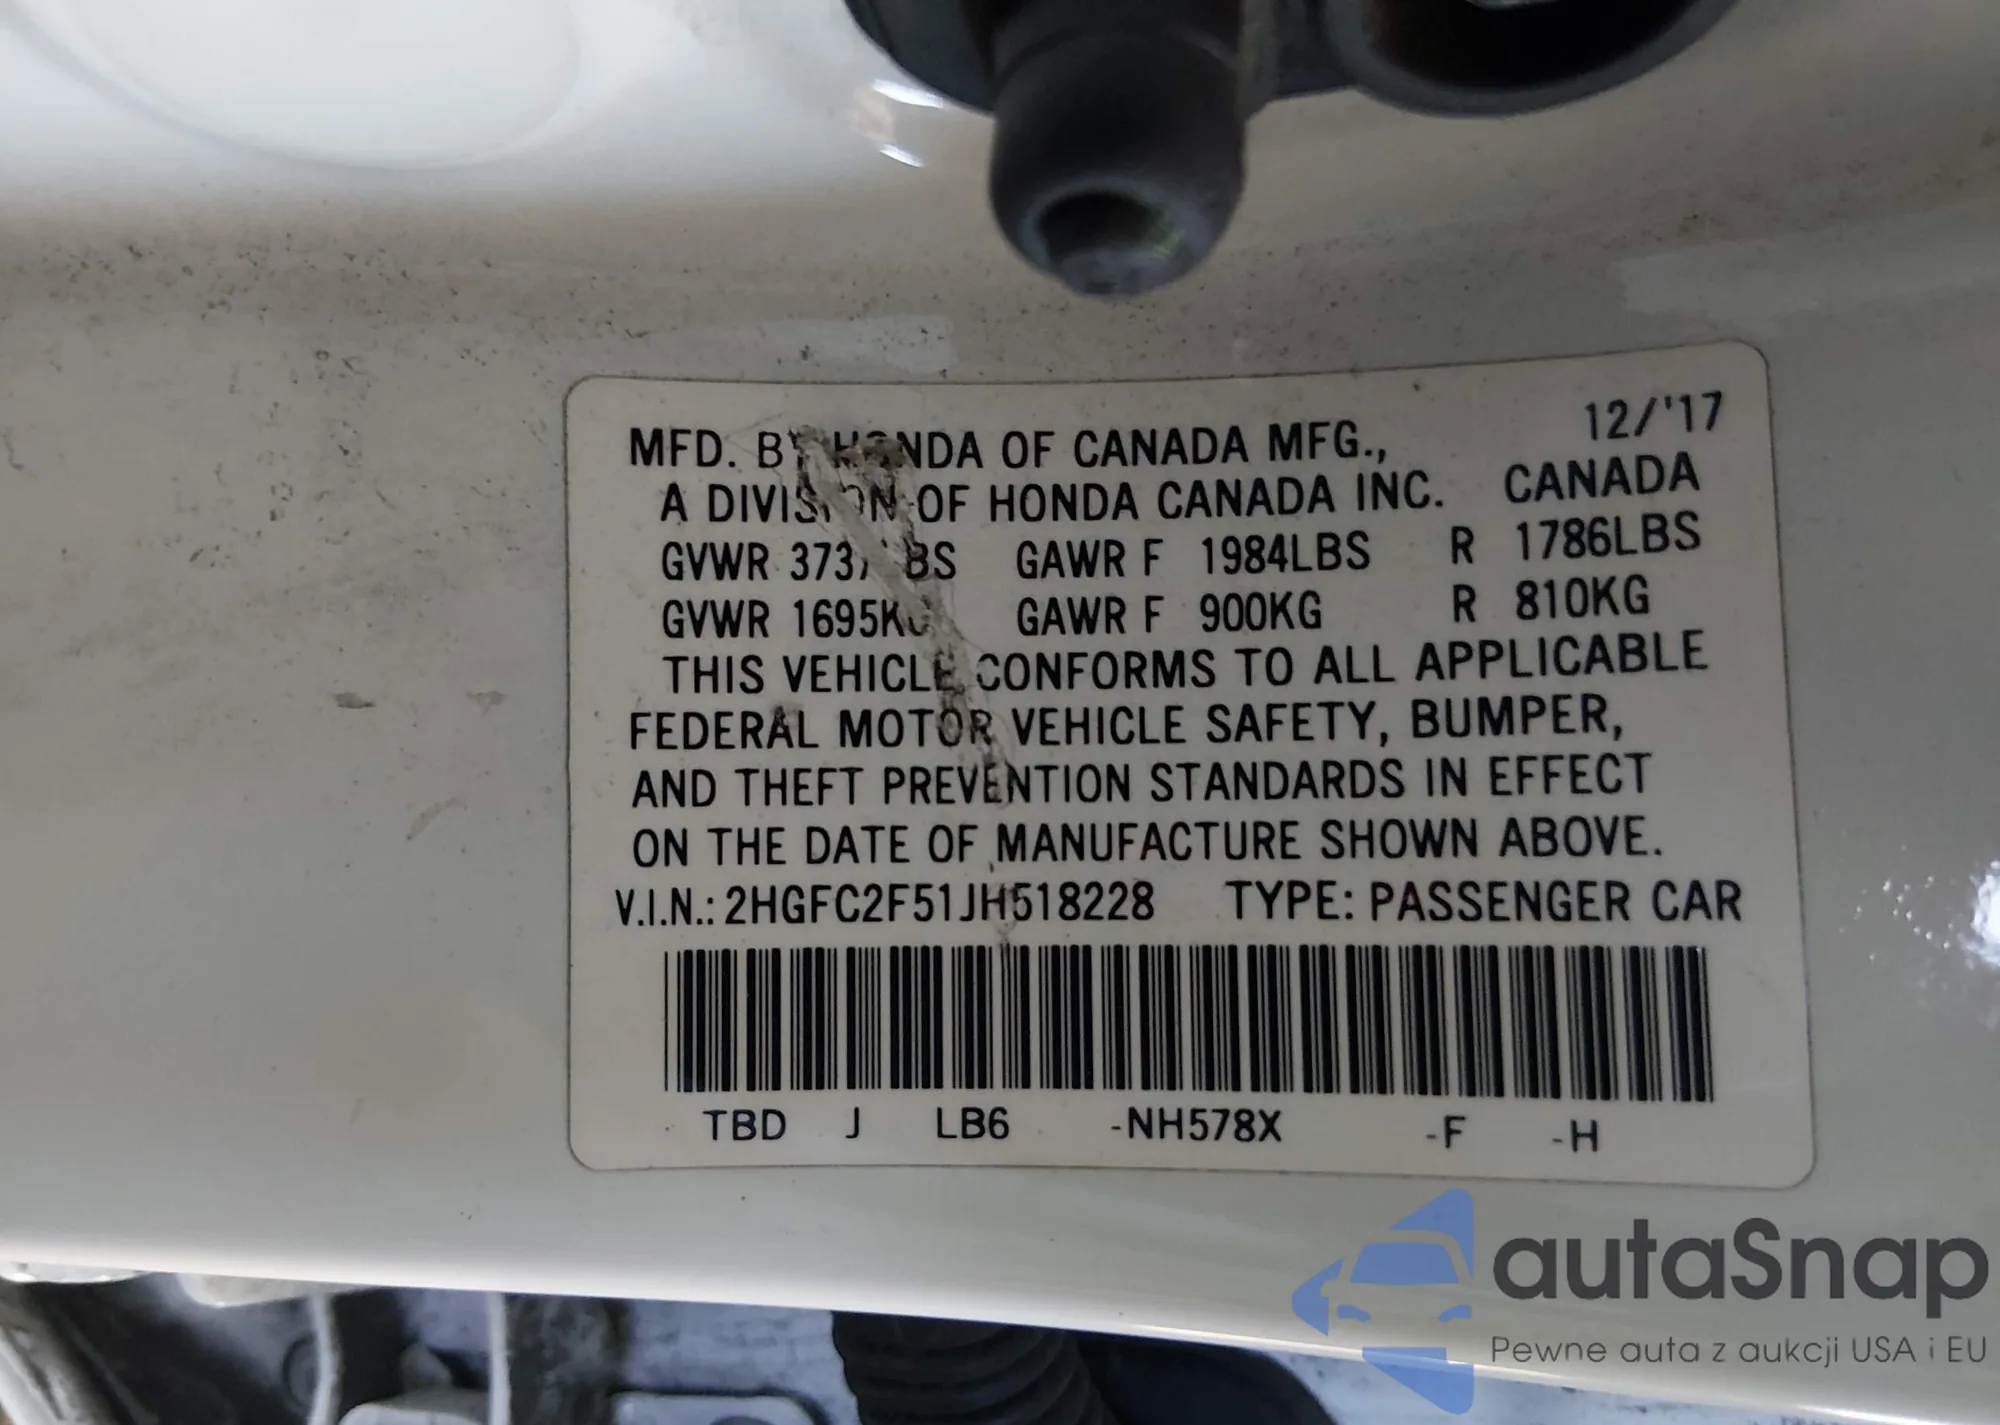 12/'17
MFD. BY HONDA OF CANADA MFG.,
A DIVISION OF HONDA CANADA INC. CANADA
GVWR 3737LBS GAWR F 1984LBS R 1786LBS
GVWR 1695KG GAWR F 900KG R 810KG
THIS VEHICLE CONFORMS TO ALL APPLICABLE
FEDERAL MOTOR VEHICLE SAFETY, BUMPER,
AND THEFT PREVENTION STANDARDS IN EFFECT
ON THE DATE OF MANUFACTURE SHOWN ABOVE.
V.I.N.: 2HGFC2F51JH518228 TYPE: PASSENGER CAR
TBD J LB6 -NH578X -F -H
autaSnap
Pewne auta z aukcji USA i EU